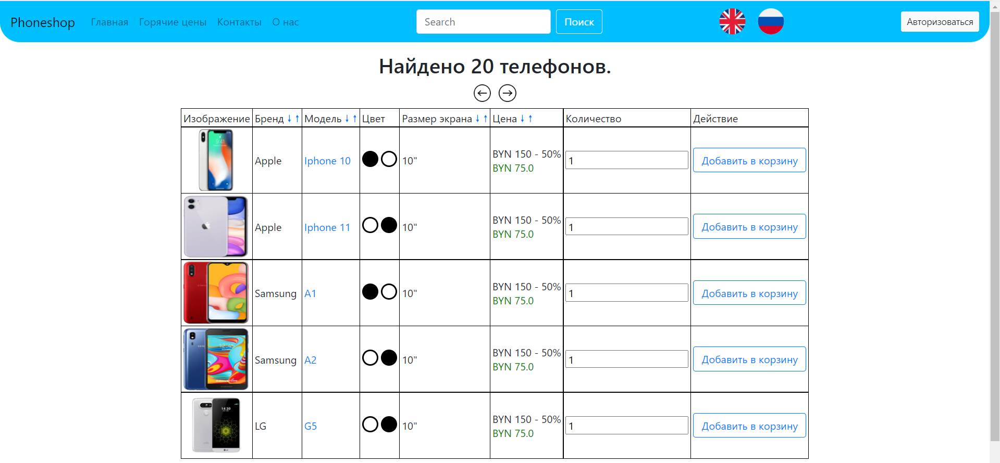 Phoneshop Главная Горячие цены Контакты О нас Search Поиск Авторизоваться
Найдено 20 телефонов.
Изображение Бренд ↓ ↑ Модель ↓ ↑ Цвет Размер экрана ↓ ↑ Цена ↓ ↑ Количество Действие
Apple Iphone 10 10" BYN 150 - 50% 1 Добавить в корзину
BYN 75.0
Apple Iphone 11 10" BYN 150 - 50% 1 Добавить в корзину
BYN 75.0
Samsung A1 10" BYN 150 - 50% 1 Добавить в корзину
BYN 75.0
Samsung A2 10" BYN 150 - 50% 1 Добавить в корзину
BYN 75.0
LG G5 10" BYN 150 - 50% 1 Добавить в корзину
BYN 75.0